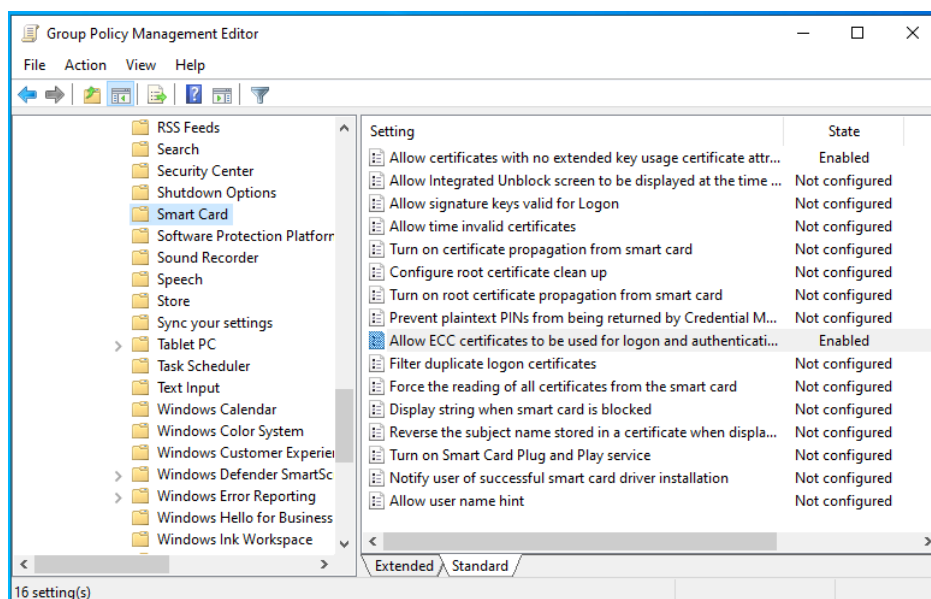 Group Policy Management Editor
File Action View Help
RSS Feeds
Search
Security Center
Shutdown Options
Smart Card
Software Protection Platforr
Sound Recorder
Speech
Store
Sync your settings
Tablet PC
Task Scheduler
Text Input
Windows Calendar
Windows Color System
Windows Customer Experie
Windows Defender SmartSc
Windows Error Reporting
Windows Hello for Business
Windows Ink Workspace
Setting State
Allow certificates with no extended key usage certificate attr... Enabled
Allow Integrated Unblock screen to be displayed at the time ... Not configured
Allow signature keys valid for Logon Not configured
Allow time invalid certificates Not configured
Turn on certificate propagation from smart card Not configured
Configure root certificate clean up Not configured
Turn on root certificate propagation from smart card Not configured
Prevent plaintext PINs from being returned by Credential M... Not configured
Allow ECC certificates to be used for logon and authenticati... Enabled
Filter duplicate logon certificates Not configured
Force the reading of all certificates from the smart card Not configured
Display string when smart card is blocked Not configured
Reverse the subject name stored in a certificate when displa... Not configured
Turn on Smart Card Plug and Play service Not configured
Notify user of successful smart card driver installation Not configured
Allow user name hint Not configured
Extended Standard
16 setting(s)